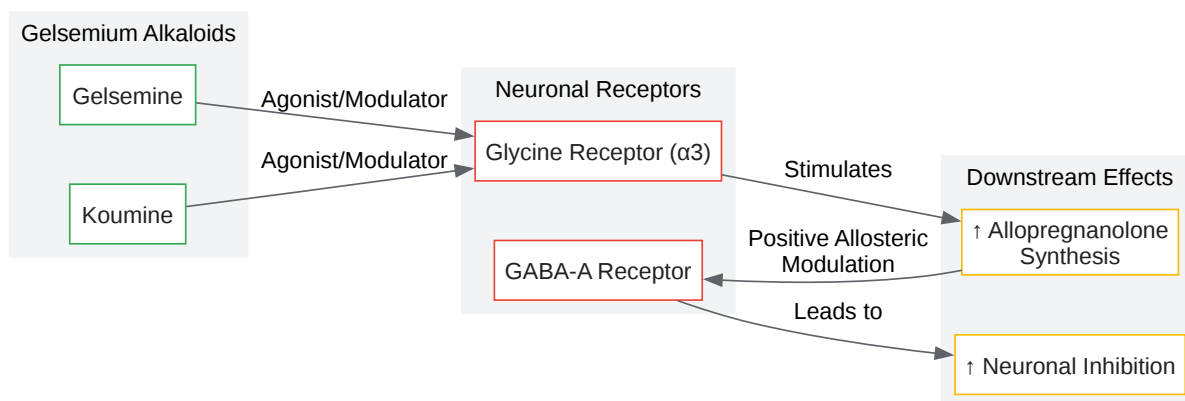 Gelsemium Alkaloids
Gelsemine
Koumine
Agonist/Modulator
Agonist/Modulator
Neuronal Receptors
Glycine Receptor (α3)
GABA-A Receptor
Stimulates
Positive Allosteric
Modulation
Leads to
Downstream Effects
↑ Allopregnanolone
Synthesis
↑ Neuronal Inhibition